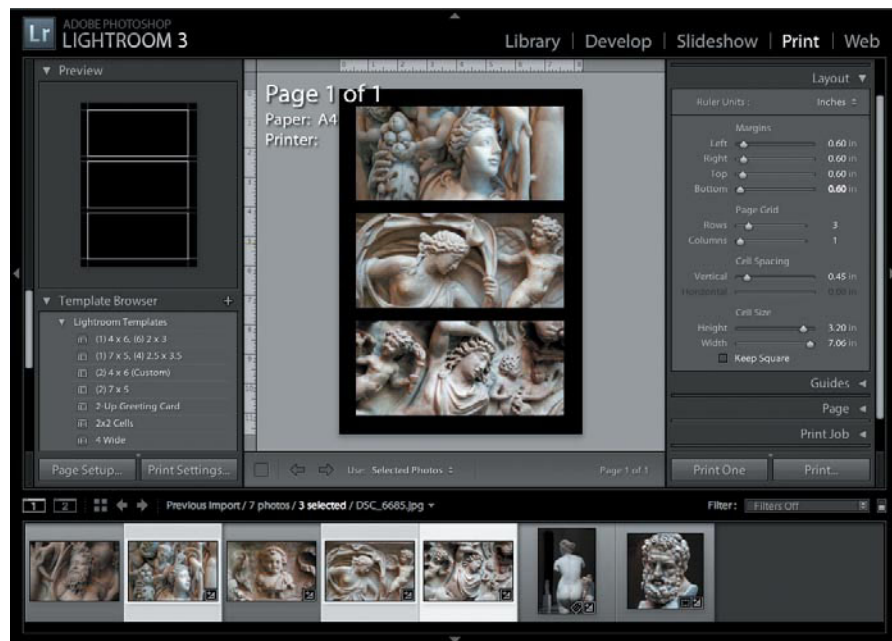 Lr ADOBE PHOTOSHOP
LIGHTROOM 3
Library | Develop | Slideshow | Print | Web
Preview
Page 1 of 1
Paper: A4
Printer:
Template Browser +
Lightroom Templates
(1) 4 x 6, (6) 2 x 3
(1) 7 x 5, (4) 2.5 x 3.5
(2) 4 x 6 (Custom)
(2) 7 x 5
2-Up Greeting Card
2x2 Cells
4 Wide
Page Setup... Print Settings...
Use: Selected Photos Page 1 of 1
Layout
Ruler Units : Inches
Margins
Left 0.60 in
Right 0.60 in
Top 0.60 in
Bottom 0.60 in
Page Grid
Rows 3
Columns 1
Cell Spacing
Vertical 0.45 in
Horizontal 0.00 in
Cell Size
Height 3.20 in
Width 7.06 in
Keep Square
Guides
Page
Print Job
Print One Print...
1 2 Previous Import / 7 photos / 3 selected / DSC_6685.jpg Filter : Filters Off